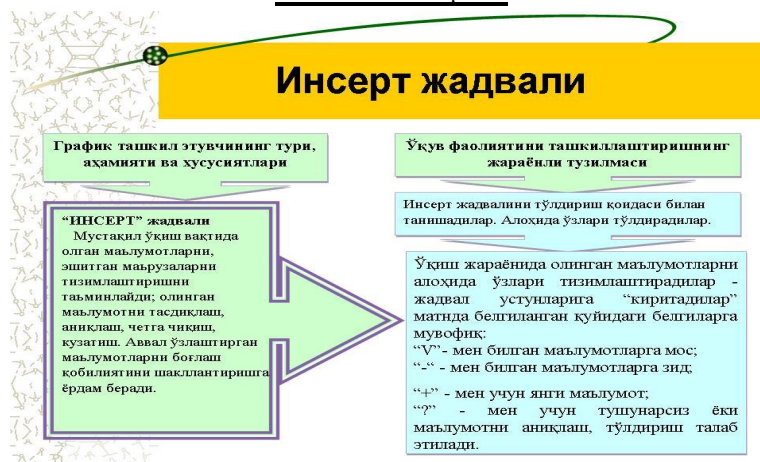 Инсерт жадвали
График ташкил этувчининг тури,
аҳамияти ва хусусиятлари
“ИНСЕРТ” жадвали
Мустақил ўқиш вақтида
олган маълумотларни,
эшитган маърузаларни
тизимлаштиришни
таъминлайди; олинган
маълумотни тасдиқлаш,
аниқлаш, четга чиқиш,
кузатиш. Аввал ўзлаштирган
маълумотларни боғлаш
қобилиятини шакллантиришга
ёрдам беради.
Ўқув фаолиятини ташкиллаштиришнинг
жараёнли тузилмаси
Инсерт жадвалини тўлдириш қоидаси билан
танишадилар. Алоҳида ўзлари тўлдирадилар.
Ўқиш жараёнида олинган маълумотларни
алоҳида ўзлари тизимлаштирадилар -
жадвал устунларига “киритадилар”
матнда белгиланган қуйидаги белгиларга
мувофиқ:
“V”- мен билган маълумотларга мос;
“-“ - мен билган маълумотларга зид;
“+” - мен учун янги маълумот;
“?” - мен учун тушунарсиз ёки
маълумотни аниқлаш, тўлдириш талаб
этилади.